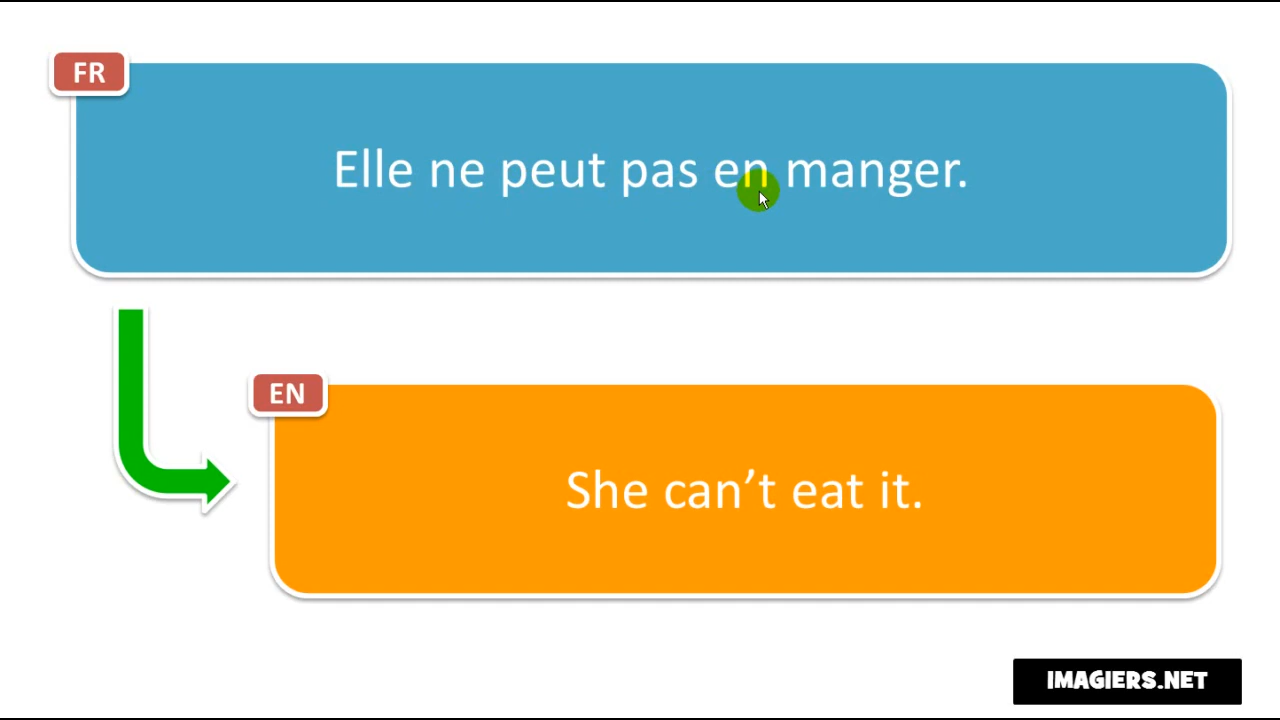 FR
Elle ne peut pas en manger.
EN
She can’t eat it.
IMAGIERS.NET